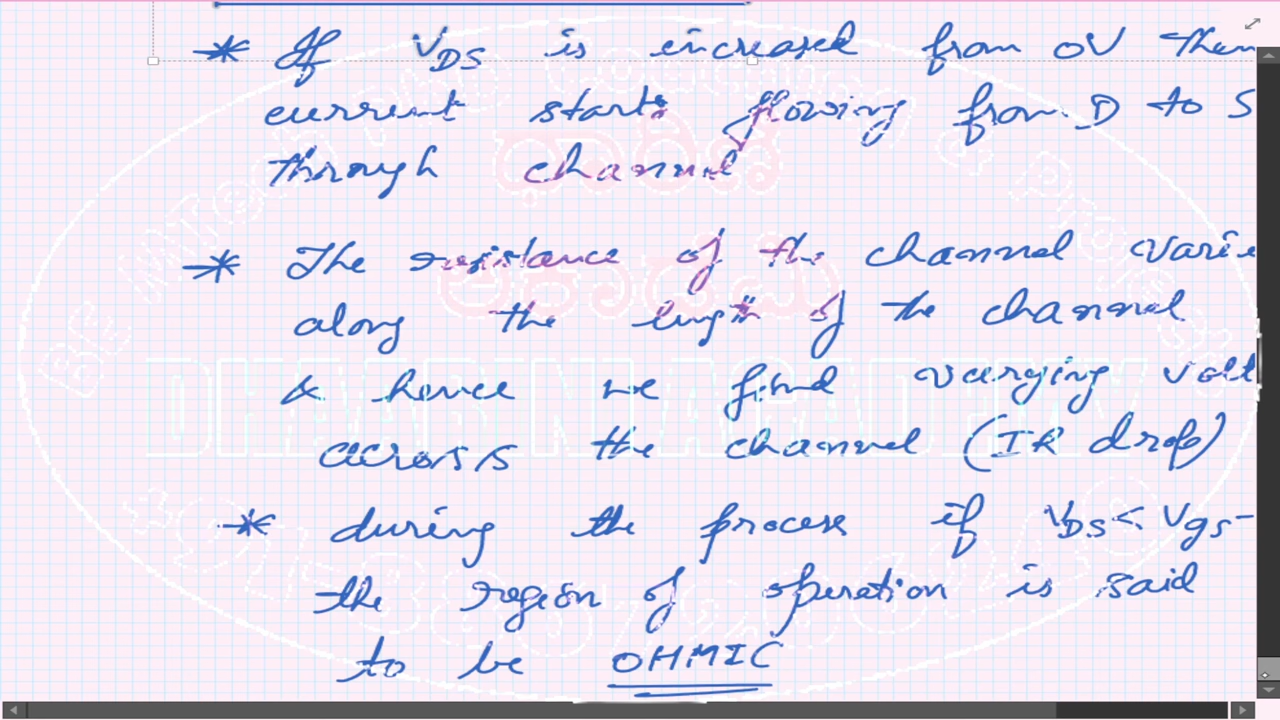 * If VDS is increased from 0V then
current starts flowing from D to S
through channel
* The resistance of the channel varie
along the length of the channel
& hence we find varying volt
across the channel (IR drop)
* during the process if VDS < Vgs-
the region of operation is said
to be OHMIC